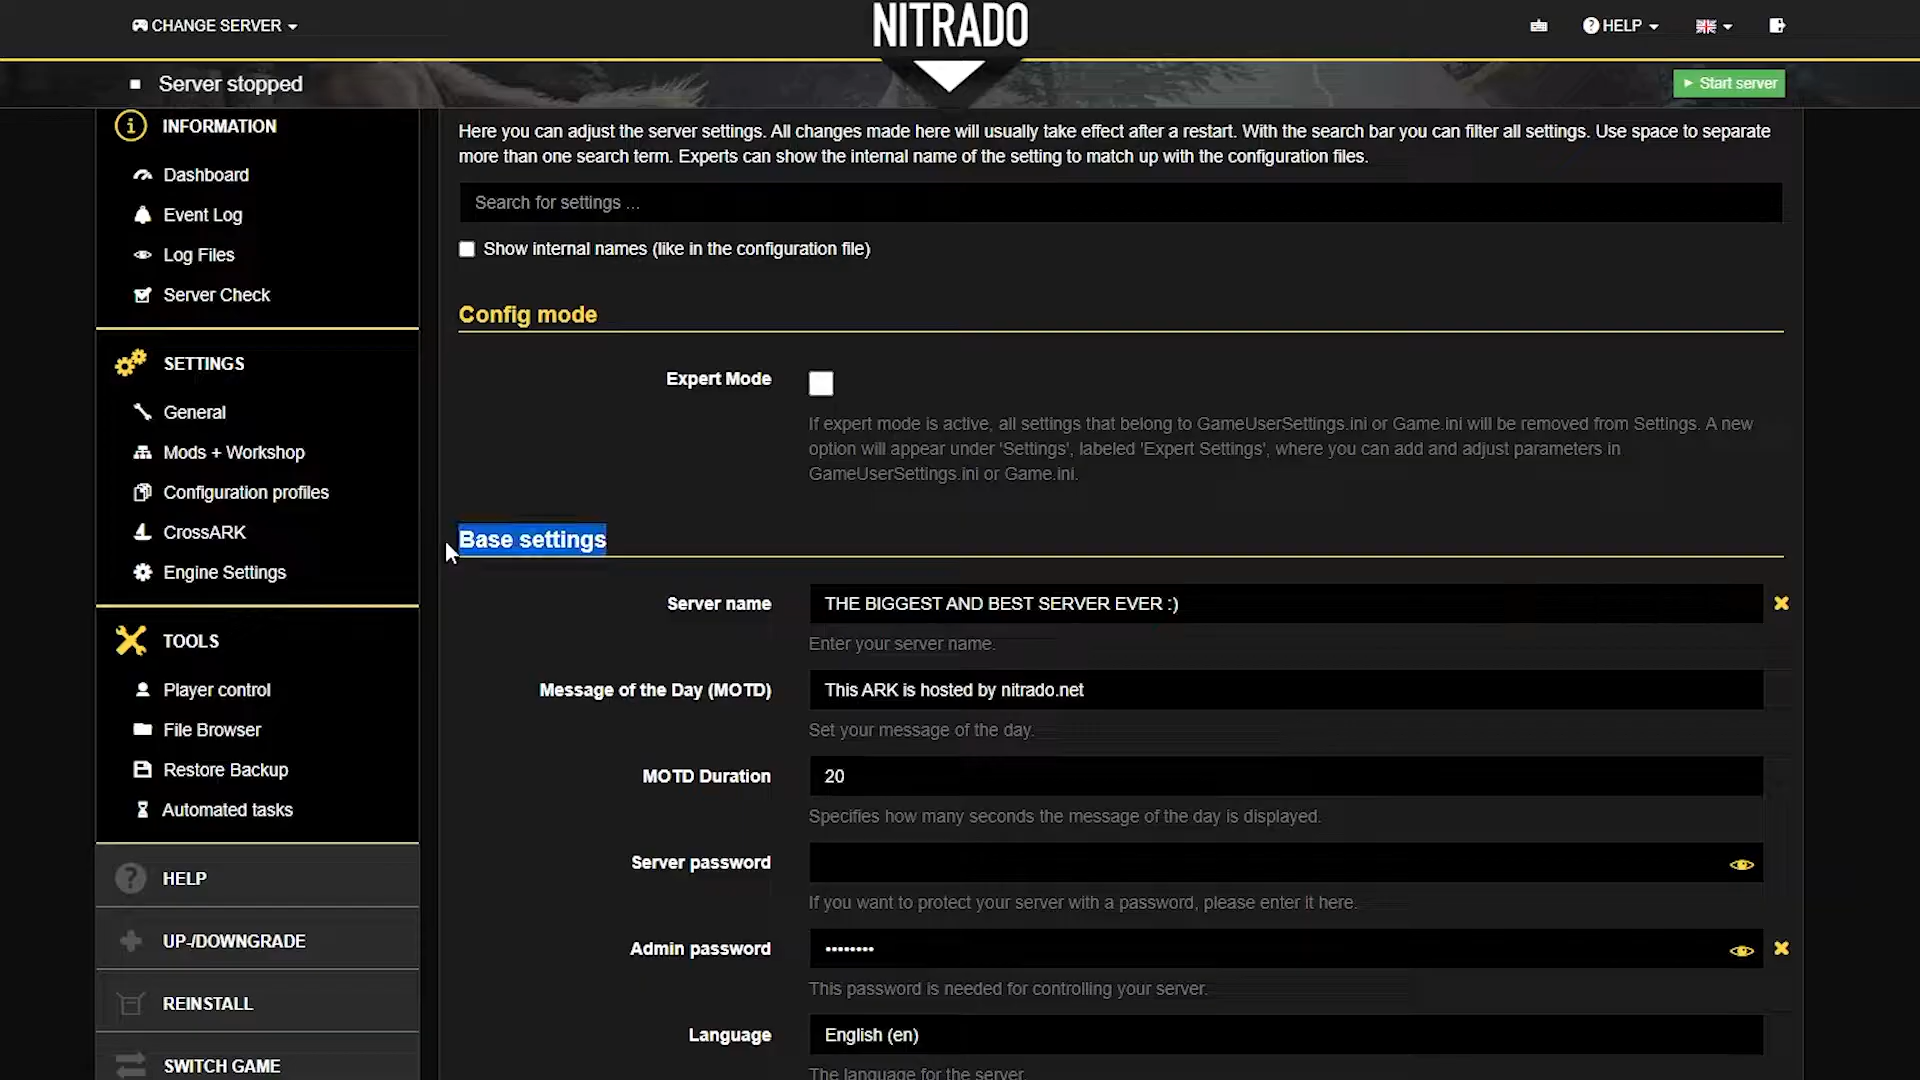 CHANGE SERVER
NITRADO
HELP
Server stopped
Start server
INFORMATION
Dashboard
Event Log
Log Files
Server Check
SETTINGS
General
Mods + Workshop
Configuration profiles
CrossARK
Engine Settings
TOOLS
Player control
File Browser
Restore Backup
Automated tasks
HELP
UP-/DOWNGRADE
REINSTALL
SWITCH GAME
Here you can adjust the server settings. All changes made here will usually take effect after a restart. With the search bar you can filter all settings. Use space to separate
more than one search term. Experts can show the internal name of the setting to match up with the configuration files.
Search for settings ...
Show internal names (like in the configuration file)
Config mode
Expert Mode
If expert mode is active, all settings that belong to GameUserSettings.ini or Game.ini will be removed from Settings. A new
option will appear under 'Settings', labeled 'Expert Settings', where you can add and adjust parameters in
GameUserSettings.ini or Game.ini.
Base settings
Server name
THE BIGGEST AND BEST SERVER EVER :)
Enter your server name.
Message of the Day (MOTD)
This ARK is hosted by nitrado.net
Set your message of the day.
MOTD Duration
20
Specifies how many seconds the message of the day is displayed.
Server password
If you want to protect your server with a password, please enter it here.
Admin password
••••••••
This password is needed for controlling your server.
Language
English (en)
The language for the server.